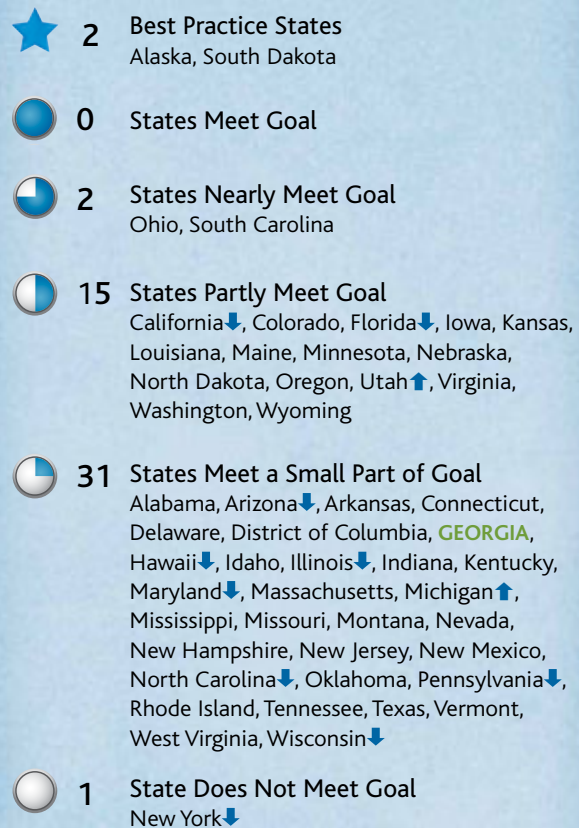 2 Best Practice States
Alaska, South Dakota
0 States Meet Goal
2 States Nearly Meet Goal
Ohio, South Carolina
15 States Partly Meet Goal
California⬇, Colorado, Florida⬇, Iowa, Kansas,
Louisiana, Maine, Minnesota, Nebraska,
North Dakota, Oregon, Utah⬆, Virginia,
Washington, Wyoming
31 States Meet a Small Part of Goal
Alabama, Arizona⬇, Arkansas, Connecticut,
Delaware, District of Columbia, GEORGIA,
Hawaii⬇, Idaho, Illinois⬇, Indiana, Kentucky,
Maryland⬇, Massachusetts, Michigan⬆,
Mississippi, Missouri, Montana, Nevada,
New Hampshire, New Jersey, New Mexico,
North Carolina⬇, Oklahoma, Pennsylvania⬇,
Rhode Island, Tennessee, Texas, Vermont,
West Virginia, Wisconsin⬇
1 State Does Not Meet Goal
New York⬇